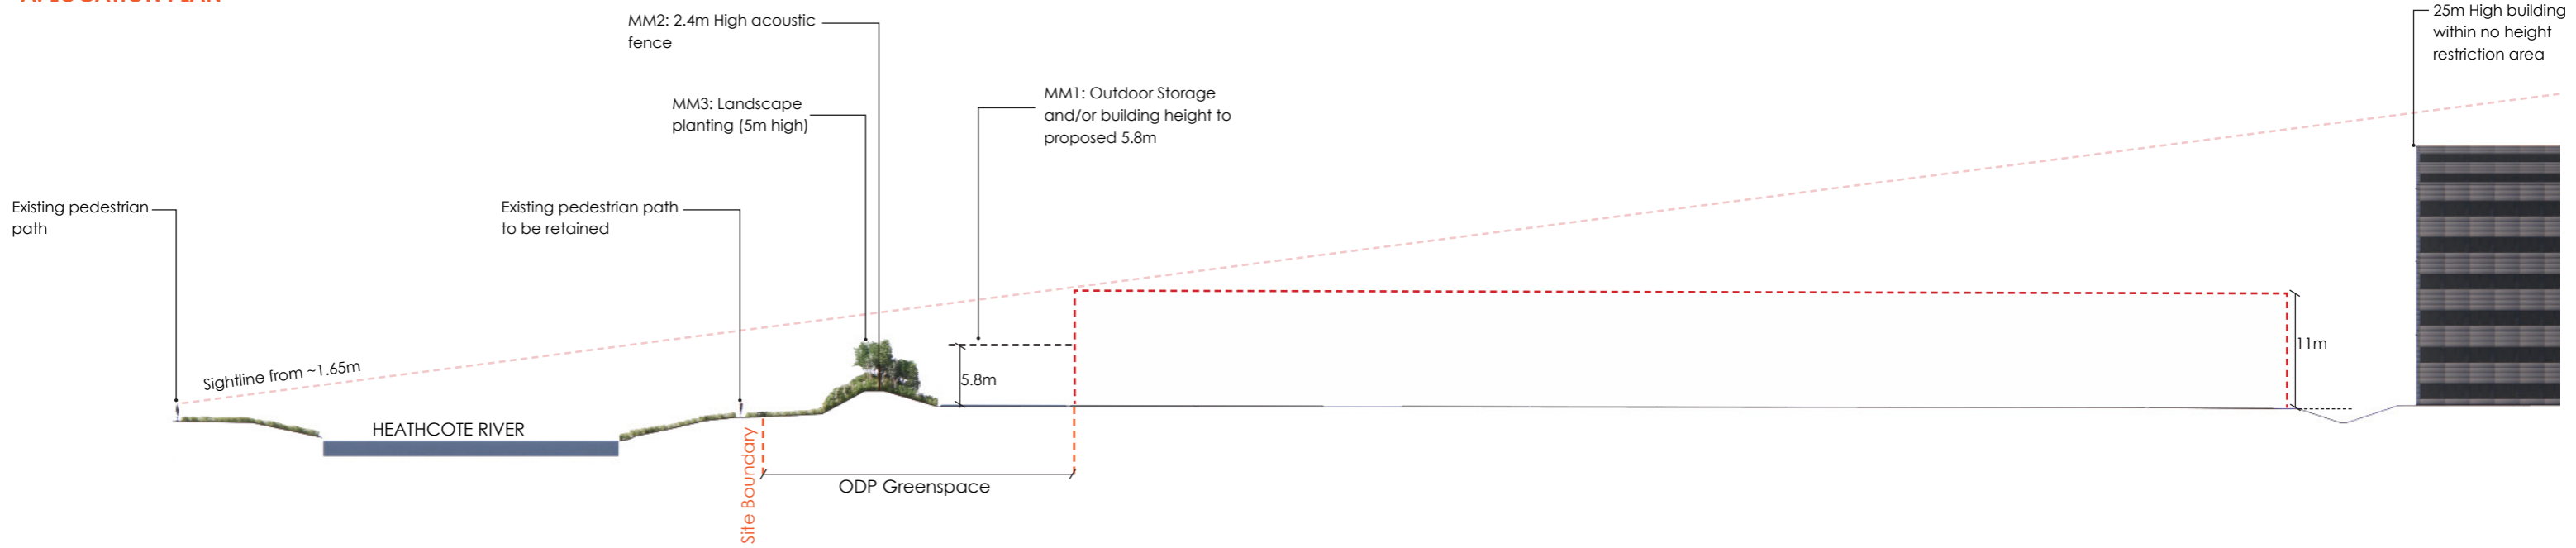 MM2: 2.4m High acoustic
fence
25m High building
within no height
restriction area
MM3: Landscape
planting (5m high)
MM1: Outdoor Storage
and/or building height to
proposed 5.8m
Existing pedestrian
path
Existing pedestrian path
to be retained
Sightline from ~1.65m
5.8m
11m
HEATHCOTE RIVER
Site Boundary
ODP Greenspace